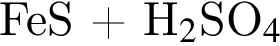 FeS + H₂SO₄